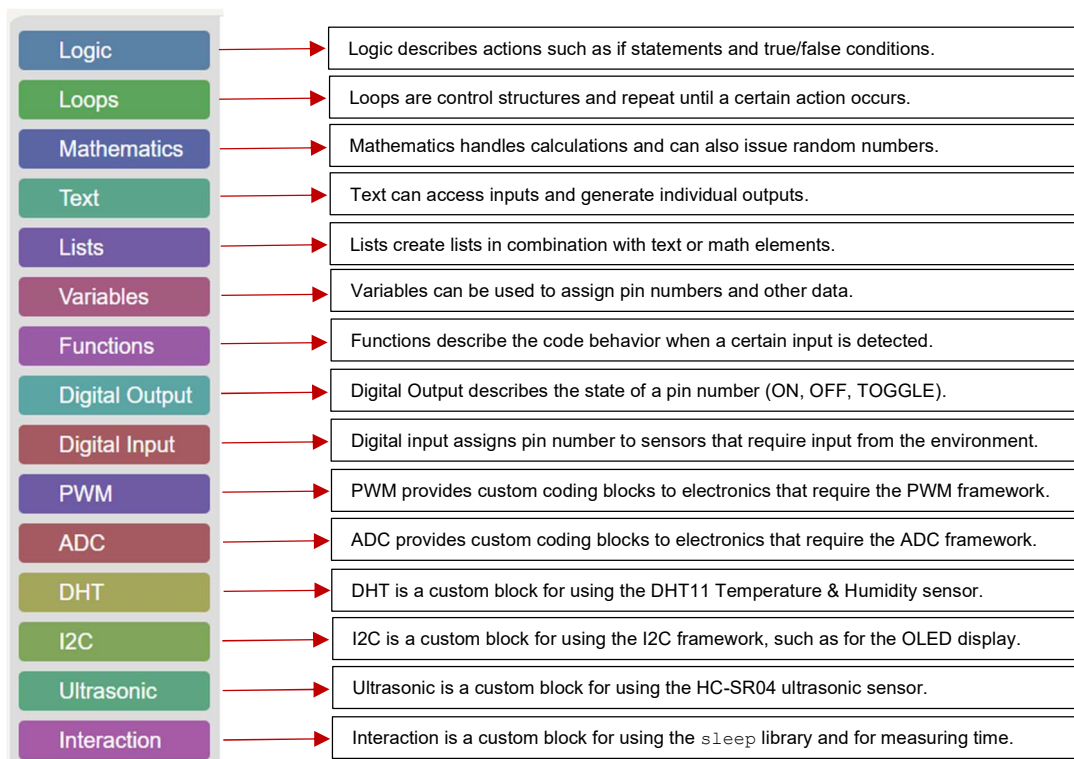 Logic
Logic describes actions such as if statements and true/false conditions.
Loops
Loops are control structures and repeat until a certain action occurs.
Mathematics
Mathematics handles calculations and can also issue random numbers.
Text
Text can access inputs and generate individual outputs.
Lists
Lists create lists in combination with text or math elements.
Variables
Variables can be used to assign pin numbers and other data.
Functions
Functions describe the code behavior when a certain input is detected.
Digital Output
Digital Output describes the state of a pin number (ON, OFF, TOGGLE).
Digital Input
Digital input assigns pin number to sensors that require input from the environment.
PWM
PWM provides custom coding blocks to electronics that require the PWM framework.
ADC
ADC provides custom coding blocks to electronics that require the ADC framework.
DHT
DHT is a custom block for using the DHT11 Temperature & Humidity sensor.
I2C
I2C is a custom block for using the I2C framework, such as for the OLED display.
Ultrasonic
Ultrasonic is a custom block for using the HC-SR04 ultrasonic sensor.
Interaction
Interaction is a custom block for using the sleep library and for measuring time.